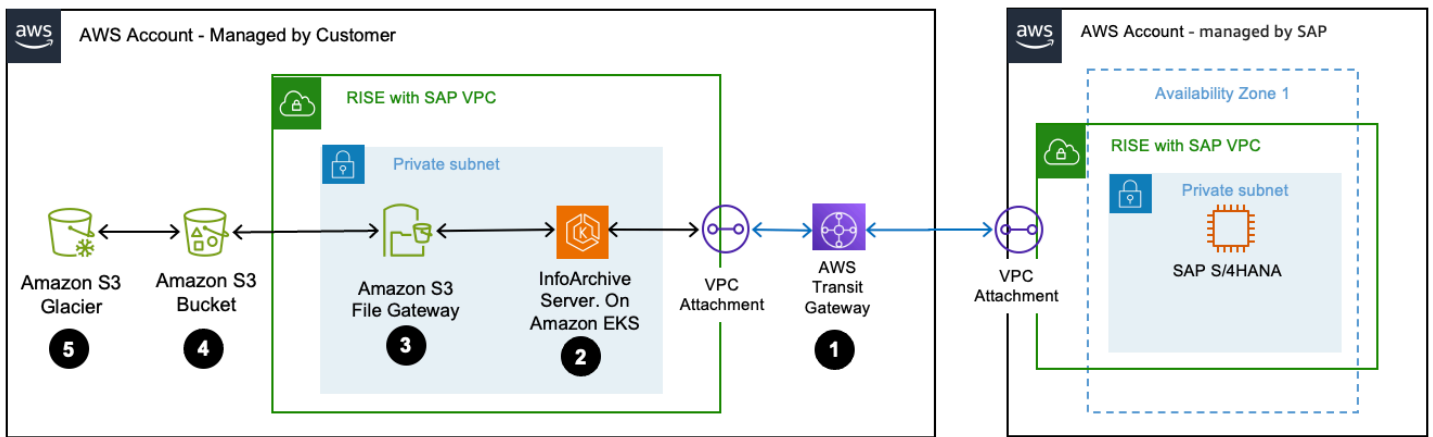 aws
AWS Account - Managed by Customer
RISE with SAP VPC
Private subnet
Amazon S3
Glacier
5
Amazon S3
Bucket
4
Amazon S3
File Gateway
3
K
InfoArchive
Server. On
Amazon EKS
2
VPC
Attachment
AWS
Transit
Gateway
1
aws
AWS Account - managed by SAP
Availability Zone 1
RISE with SAP VPC
Private subnet
SAP S/4HANA
VPC
Attachment